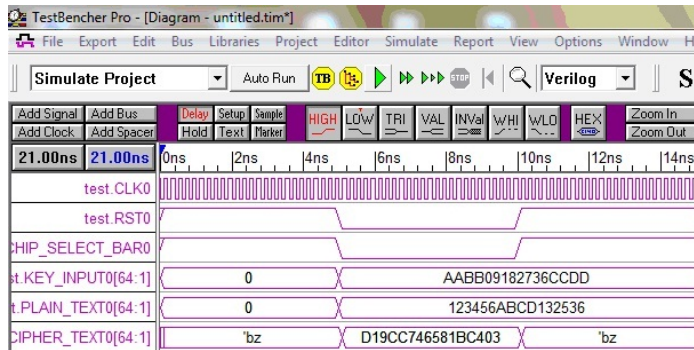 TestBencher Pro - [Diagram - untitled.tim*]
File Export Edit Bus Libraries Project Editor Simulate Report View Options Window H
Simulate Project Auto Run TB STOP Verilog S
Add Signal Add Bus Delay Setup Sample HIGH LOW TRI VAL INVal WHI WLO HEX Zoom In
Add Clock Add Spacer Hold Text Marker Zoom Out
21.00ns 21.00ns 0ns 2ns 4ns 6ns 8ns 10ns 12ns 14ns
test.CLK0
test.RST0
CHIP_SELECT_BAR0
st.KEY_INPUT0[64:1] 0 AABB09182736CCDD
t.PLAIN_TEXT0[64:1] 0 123456ABCD132536
CIPHER_TEXT0[64:1] 'bz D19CC746581BC403 'bz